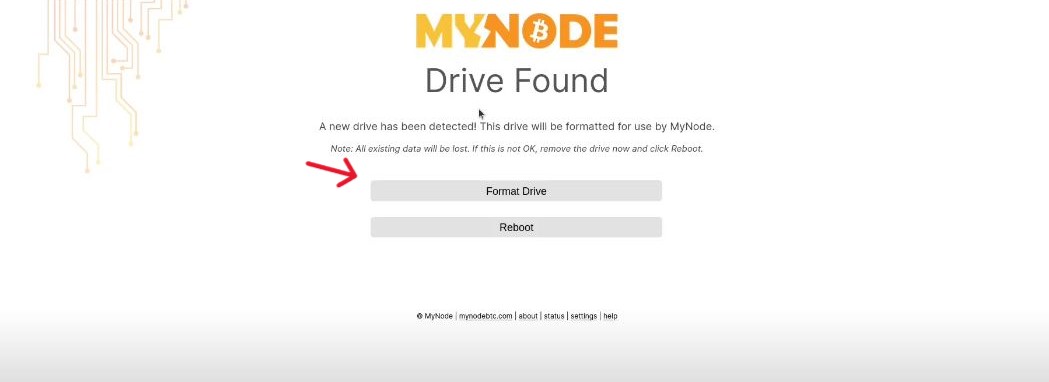 MYNODE
Drive Found
A new drive has been detected! This drive will be formatted for use by MyNode.
Note: All existing data will be lost. If this is not OK, remove the drive now and click Reboot.
Format Drive
Reboot
© MyNode | mynodebtc.com | about | status | settings | help